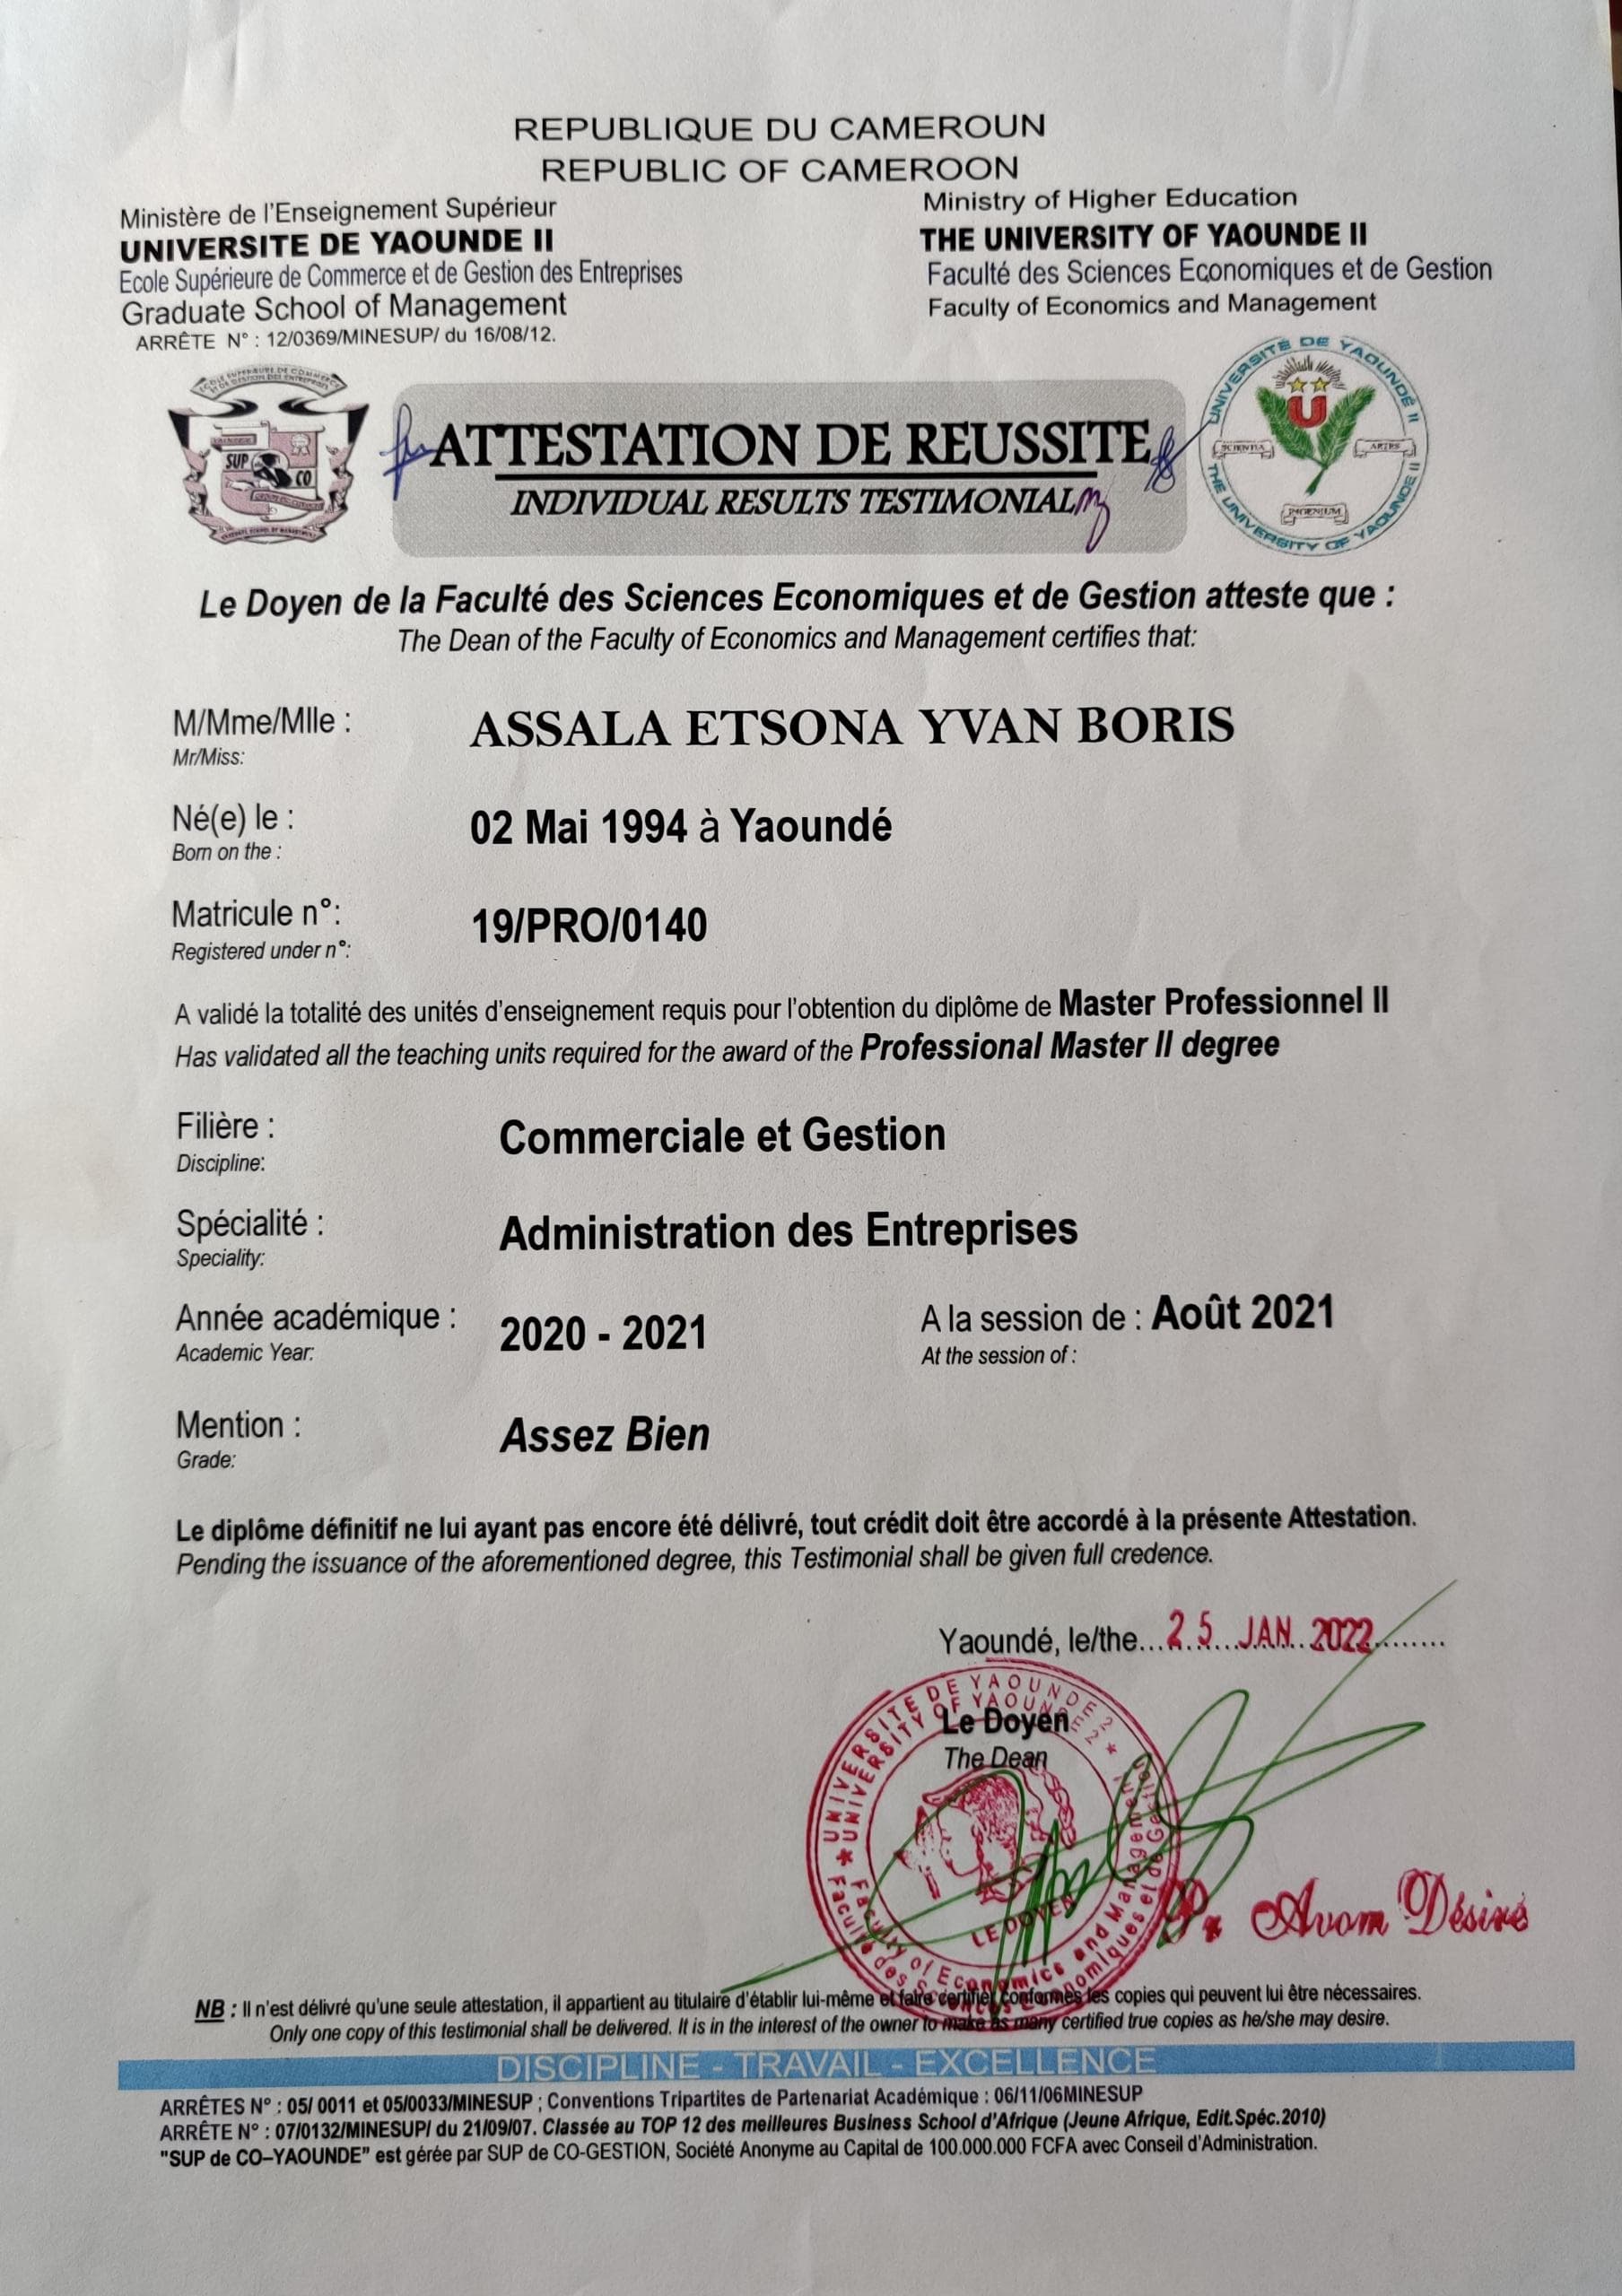 REPUBLIQUE DU CAMEROUN
REPUBLIC OF CAMEROON
Ministère de l'Enseignement Supérieur
UNIVERSITE DE YAOUNDE II
Ecole Supérieure de Commerce et de Gestion des Entreprises
Graduate School of Management
ARRÊTE N° : 12/0369/MINESUP/ du 16/08/12.
Ministry of Higher Education
THE UNIVERSITY OF YAOUNDE II
Faculté des Sciences Economiques et de Gestion
Faculty of Economics and Management
SUP
CO
UNIVERSITÉ DE YAOUNDÉ II
THE UNIVERSITY OF YAOUNDE II
SCIENTIA
ARTES
INGENIUM
ATTESTATION DE REUSSITE
INDIVIDUAL RESULTS TESTIMONIAL
Le Doyen de la Faculté des Sciences Economiques et de Gestion atteste que :
The Dean of the Faculty of Economics and Management certifies that:
M/Mme/Mlle : ASSALA ETSONA YVAN BORIS
Mr/Miss:
Né(e) le : 02 Mai 1994 à Yaoundé
Born on the :
Matricule n°: 19/PRO/0140
Registered under n°:
A validé la totalité des unités d'enseignement requis pour l'obtention du diplôme de Master Professionnel II
Has validated all the teaching units required for the award of the Professional Master II degree
Filière : Commerciale et Gestion
Discipline:
Spécialité : Administration des Entreprises
Speciality:
Année académique : 2020 - 2021 A la session de : Août 2021
Academic Year: At the session of :
Mention : Assez Bien
Grade:
Le diplôme définitif ne lui ayant pas encore été délivré, tout crédit doit être accordé à la présente Attestation.
Pending the issuance of the aforementioned degree, this Testimonial shall be given full credence.
Yaoundé, le/the...25 JAN. 2022........
Le Doyen
The Dean
UNIVERSITE DE YAOUNDE 2
UNIVERSITY OF YAOUNDE 2
Faculty of Economics and Management
Faculté des Sciences Economiques et de Gestion
LE DOYEN
Pr Avom Désiré
NB : Il n'est délivré qu'une seule attestation, il appartient au titulaire d'établir lui-même et faire certifier conformes les copies qui peuvent lui être nécessaires.
Only one copy of this testimonial shall be delivered. It is in the interest of the owner to make as many certified true copies as he/she may desire.
DISCIPLINE - TRAVAIL - EXCELLENCE
ARRÊTES N° : 05/ 0011 et 05/0033/MINESUP ; Conventions Tripartites de Partenariat Académique : 06/11/06MINESUP
ARRÊTE N° : 07/0132/MINESUP/ du 21/09/07. Classée au TOP 12 des meilleures Business School d'Afrique (Jeune Afrique, Edit.Spéc.2010)
"SUP de CO–YAOUNDE" est gérée par SUP de CO-GESTION, Société Anonyme au Capital de 100.000.000 FCFA avec Conseil d'Administration.